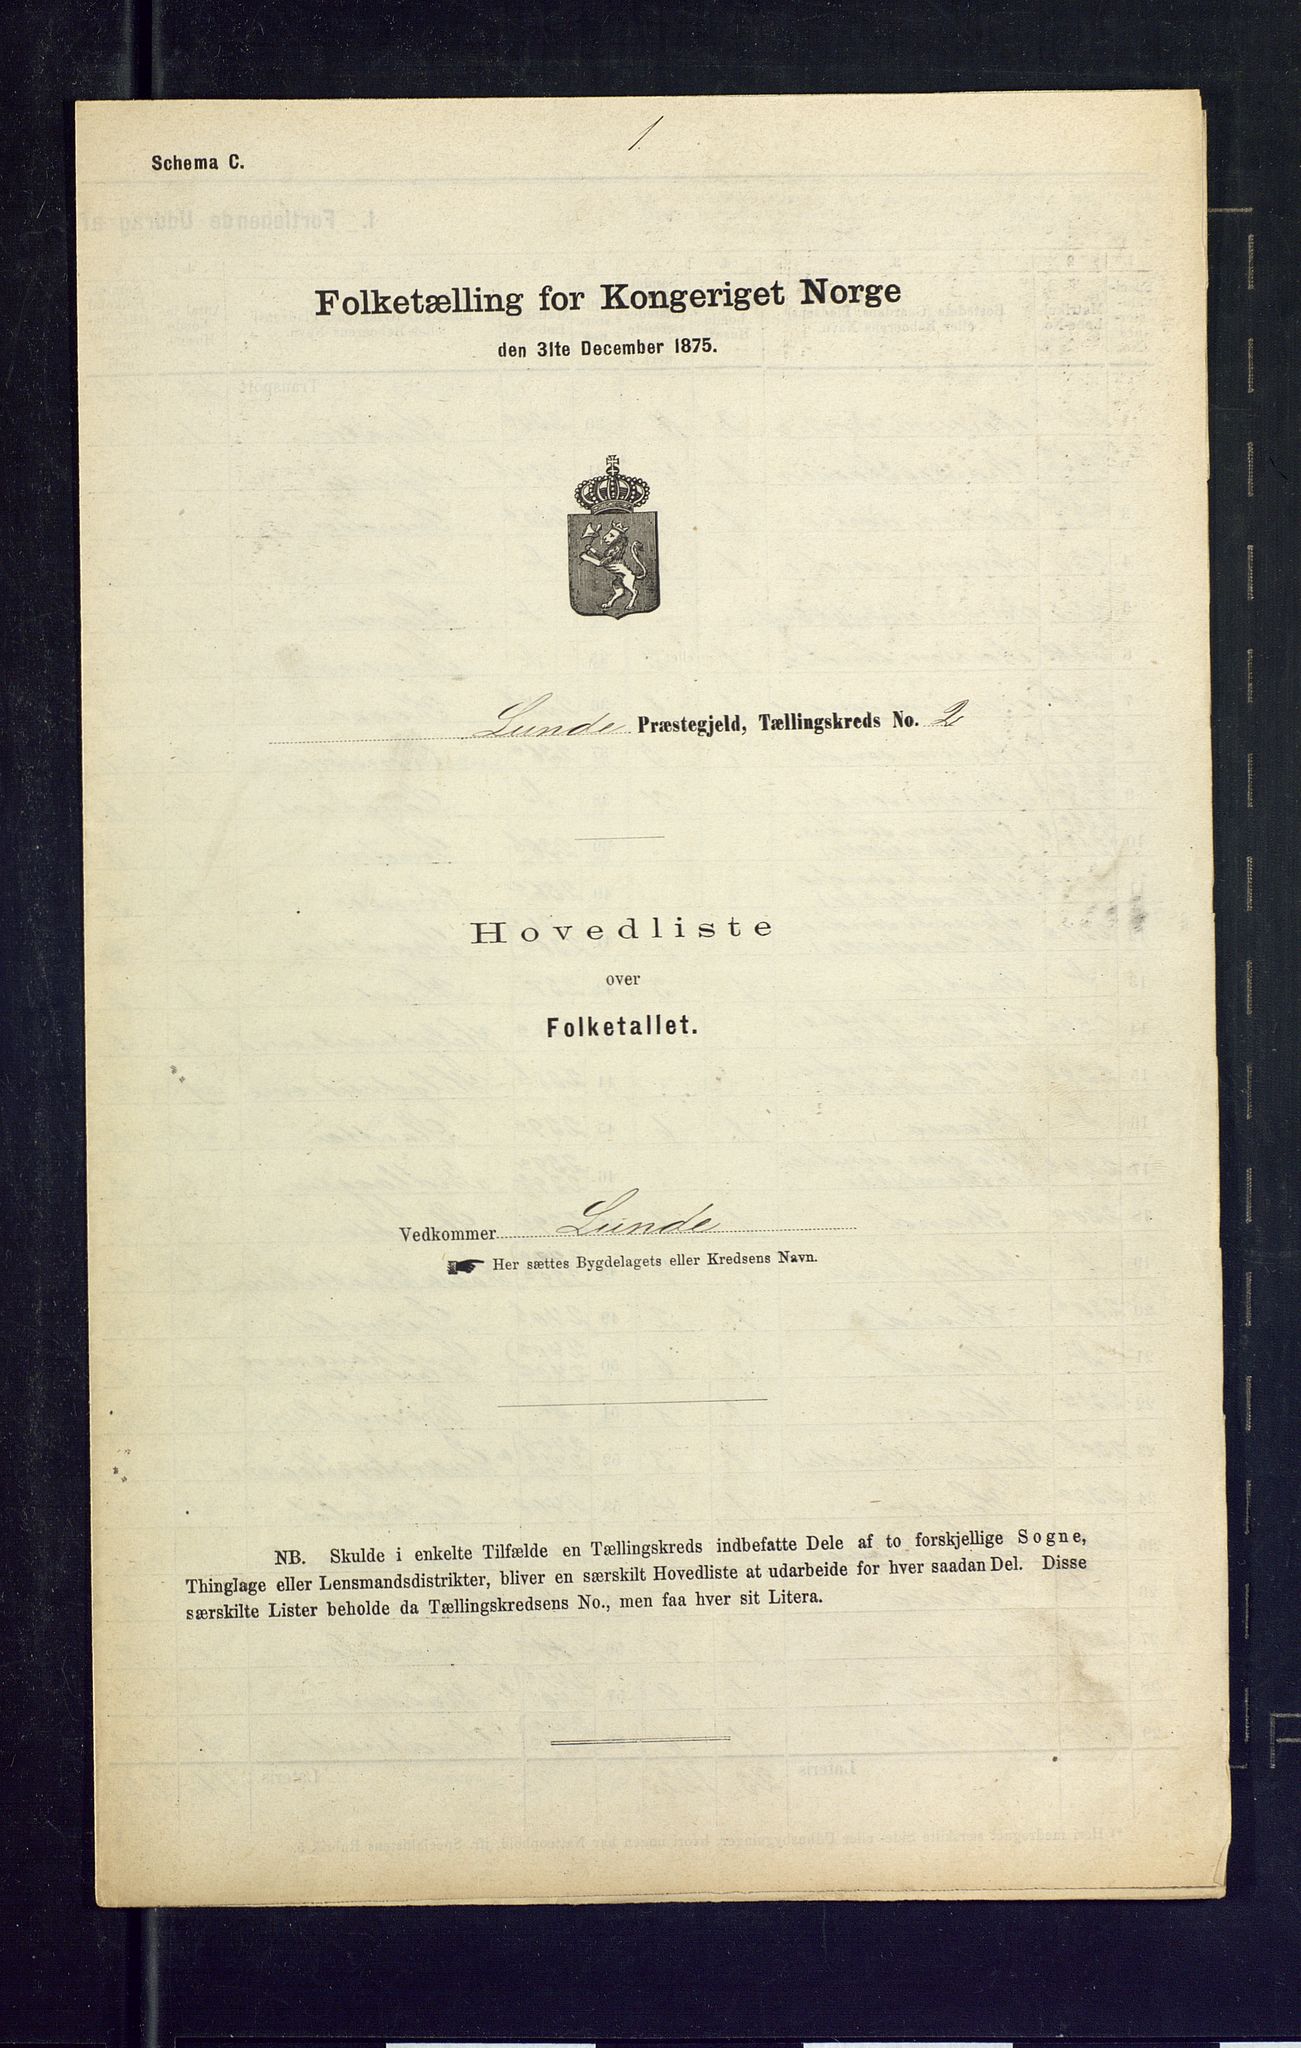 1
Schema C.
Folketælling for Kongeriget Norge
den 31te December 1875.
Lunde Præstegjeld, Tællingskreds No. 2
Hovedliste
over
Folketallet.
Vedkommer Lunde
Her sættes Bygdelagets eller Kredsens Navn.
NB. Skulde i enkelte Tilfælde en Tællingskreds indbefatte Dele af to forskjellige Sogne,
Thinglage eller Lensmandsdistrikter, bliver en særskilt Hovedliste at udarbeide for hver saadan Del. Disse
særskilte Lister beholde da Tællingskredsens No., men faa hver sit Litera.